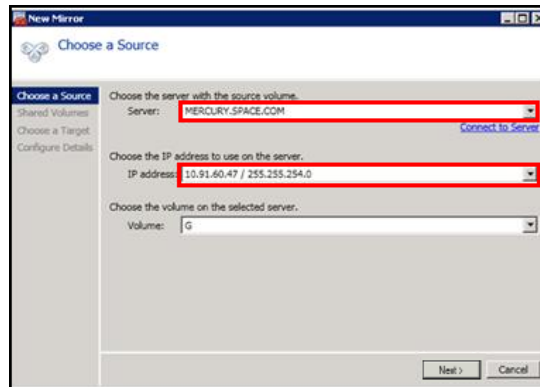 New Mirror
Choose a Source
Choose a Source
Shared Volumes
Choose a Target
Configure Details
Choose the server with the source volume.
Server: MERCURY.SPACE.COM
Connect to Server
Choose the IP address to use on the server.
IP address: 10.91.60.47 / 255.255.254.0
Choose the volume on the selected server.
Volume: G
Next > Cancel